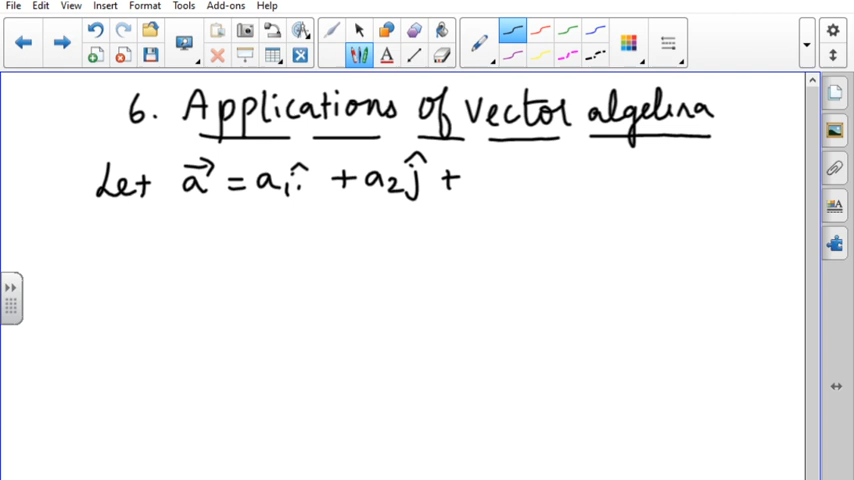 File Edit View Insert Format Tools Add-ons Help
6. Applications of vector algebra
Let a⃗ = a₁î + a₂ĵ +